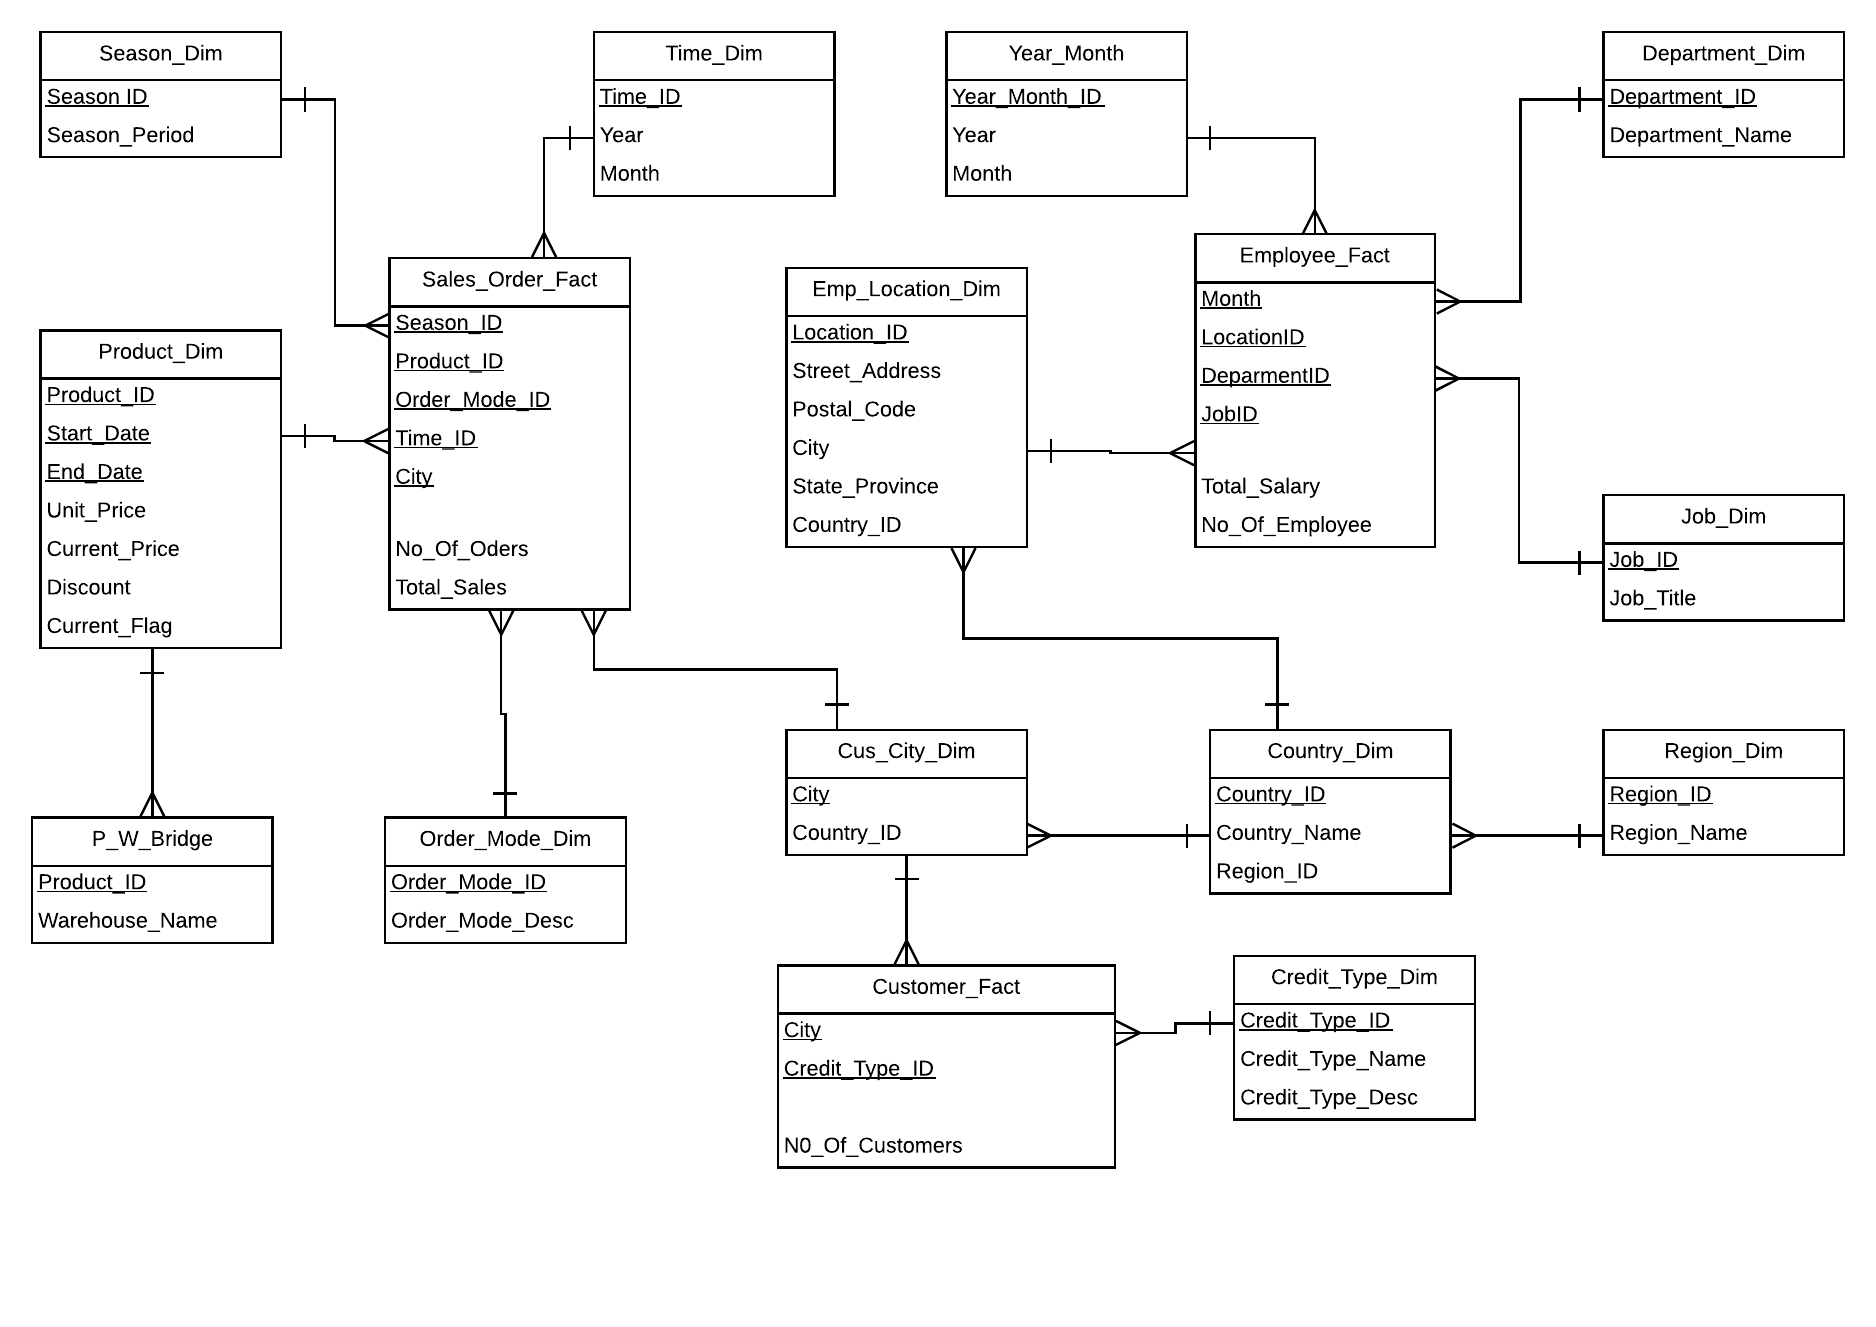 Season_Dim
Season ID
Season_Period
Time_Dim
Time_ID
Year
Month
Year_Month
Year_Month_ID
Year
Month
Department_Dim
Department_ID
Department_Name
Sales_Order_Fact
Season_ID
Product_ID
Order_Mode_ID
Time_ID
City
No_Of_Oders
Total_Sales
Emp_Location_Dim
Location_ID
Street_Address
Postal_Code
City
State_Province
Country_ID
Employee_Fact
Month
LocationID
DeparmentID
JobID
Total_Salary
No_Of_Employee
Product_Dim
Product_ID
Start_Date
End_Date
Unit_Price
Current_Price
Discount
Current_Flag
Job_Dim
Job_ID
Job_Title
P_W_Bridge
Product_ID
Warehouse_Name
Order_Mode_Dim
Order_Mode_ID
Order_Mode_Desc
Cus_City_Dim
City
Country_ID
Country_Dim
Country_ID
Country_Name
Region_ID
Region_Dim
Region_ID
Region_Name
Customer_Fact
City
Credit_Type_ID
N0_Of_Customers
Credit_Type_Dim
Credit_Type_ID
Credit_Type_Name
Credit_Type_Desc